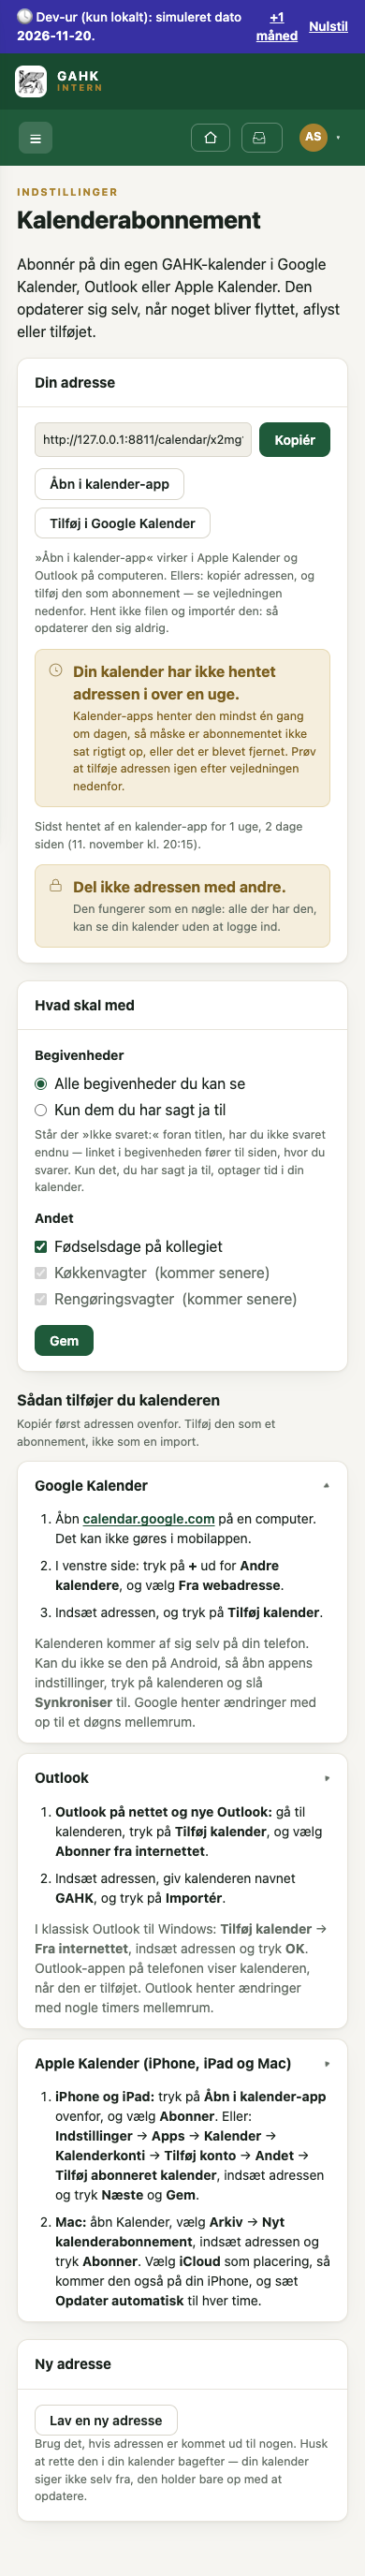 Dev-ur (kun lokalt): simuleret dato
2026-11-20.
+1
måned
Nulstil
GAHK
INTERN
AS
INDSTILLINGER
Kalenderabonnement
Abonnér på din egen GAHK-kalender i Google
Kalender, Outlook eller Apple Kalender. Den
opdaterer sig selv, når noget bliver flyttet, aflyst
eller tilføjet.
Din adresse
http://127.0.0.1:8811/calendar/x2mg
Kopiér
Åbn i kalender-app
Tilføj i Google Kalender
»Åbn i kalender-app« virker i Apple Kalender og
Outlook på computeren. Ellers: kopiér adressen, og
tilføj den som abonnement — se vejledningen
nedenfor. Hent ikke filen og importér den: så
opdaterer den sig aldrig.
Din kalender har ikke hentet
adressen i over en uge.
Kalender-apps henter den mindst én gang
om dagen, så måske er abonnementet ikke
sat rigtigt op, eller det er blevet fjernet. Prøv
at tilføje adressen igen efter vejledningen
nedenfor.
Sidst hentet af en kalender-app for 1 uge, 2 dage
siden (11. november kl. 20:15).
Del ikke adressen med andre.
Den fungerer som en nøgle: alle der har den,
kan se din kalender uden at logge ind.
Hvad skal med
Begivenheder
Alle begivenheder du kan se
Kun dem du har sagt ja til
Står der »Ikke svaret:« foran titlen, har du ikke svaret
endnu — linket i begivenheden fører til siden, hvor du
svarer. Kun det, du har sagt ja til, optager tid i din
kalender.
Andet
Fødselsdage på kollegiet
Køkkenvagter (kommer senere)
Rengøringsvagter (kommer senere)
Gem
Sådan tilføjer du kalenderen
Kopiér først adressen ovenfor. Tilføj den som et
abonnement, ikke som en import.
Google Kalender
1. Åbn calendar.google.com på en computer.
Det kan ikke gøres i mobilappen.
2. I venstre side: tryk på + ud for Andre
kalendere, og vælg Fra webadresse.
3. Indsæt adressen, og tryk på Tilføj kalender.
Kalenderen kommer af sig selv på din telefon.
Kan du ikke se den på Android, så åbn appens
indstillinger, tryk på kalenderen og slå
Synkroniser til. Google henter ændringer med
op til et døgns mellemrum.
Outlook
1. Outlook på nettet og nye Outlook: gå til
kalenderen, tryk på Tilføj kalender, og vælg
Abonner fra internettet.
2. Indsæt adressen, giv kalenderen navnet
GAHK, og tryk på Importér.
I klassisk Outlook til Windows: Tilføj kalender →
Fra internettet, indsæt adressen og tryk OK.
Outlook-appen på telefonen viser kalenderen,
når den er tilføjet. Outlook henter ændringer
med nogle timers mellemrum.
Apple Kalender (iPhone, iPad og Mac)
1. iPhone og iPad: tryk på Åbn i kalender-app
ovenfor, og vælg Abonner. Eller:
Indstillinger → Apps → Kalender →
Kalenderkonti → Tilføj konto → Andet →
Tilføj abonneret kalender, indsæt adressen
og tryk Næste og Gem.
2. Mac: åbn Kalender, vælg Arkiv → Nyt
kalenderabonnement, indsæt adressen og
tryk Abonner. Vælg iCloud som placering, så
kommer den også på din iPhone, og sæt
Opdater automatisk til hver time.
Ny adresse
Lav en ny adresse
Brug det, hvis adressen er kommet ud til nogen. Husk
at rette den i din kalender bagefter — din kalender
siger ikke selv fra, den holder bare op med at
opdatere.